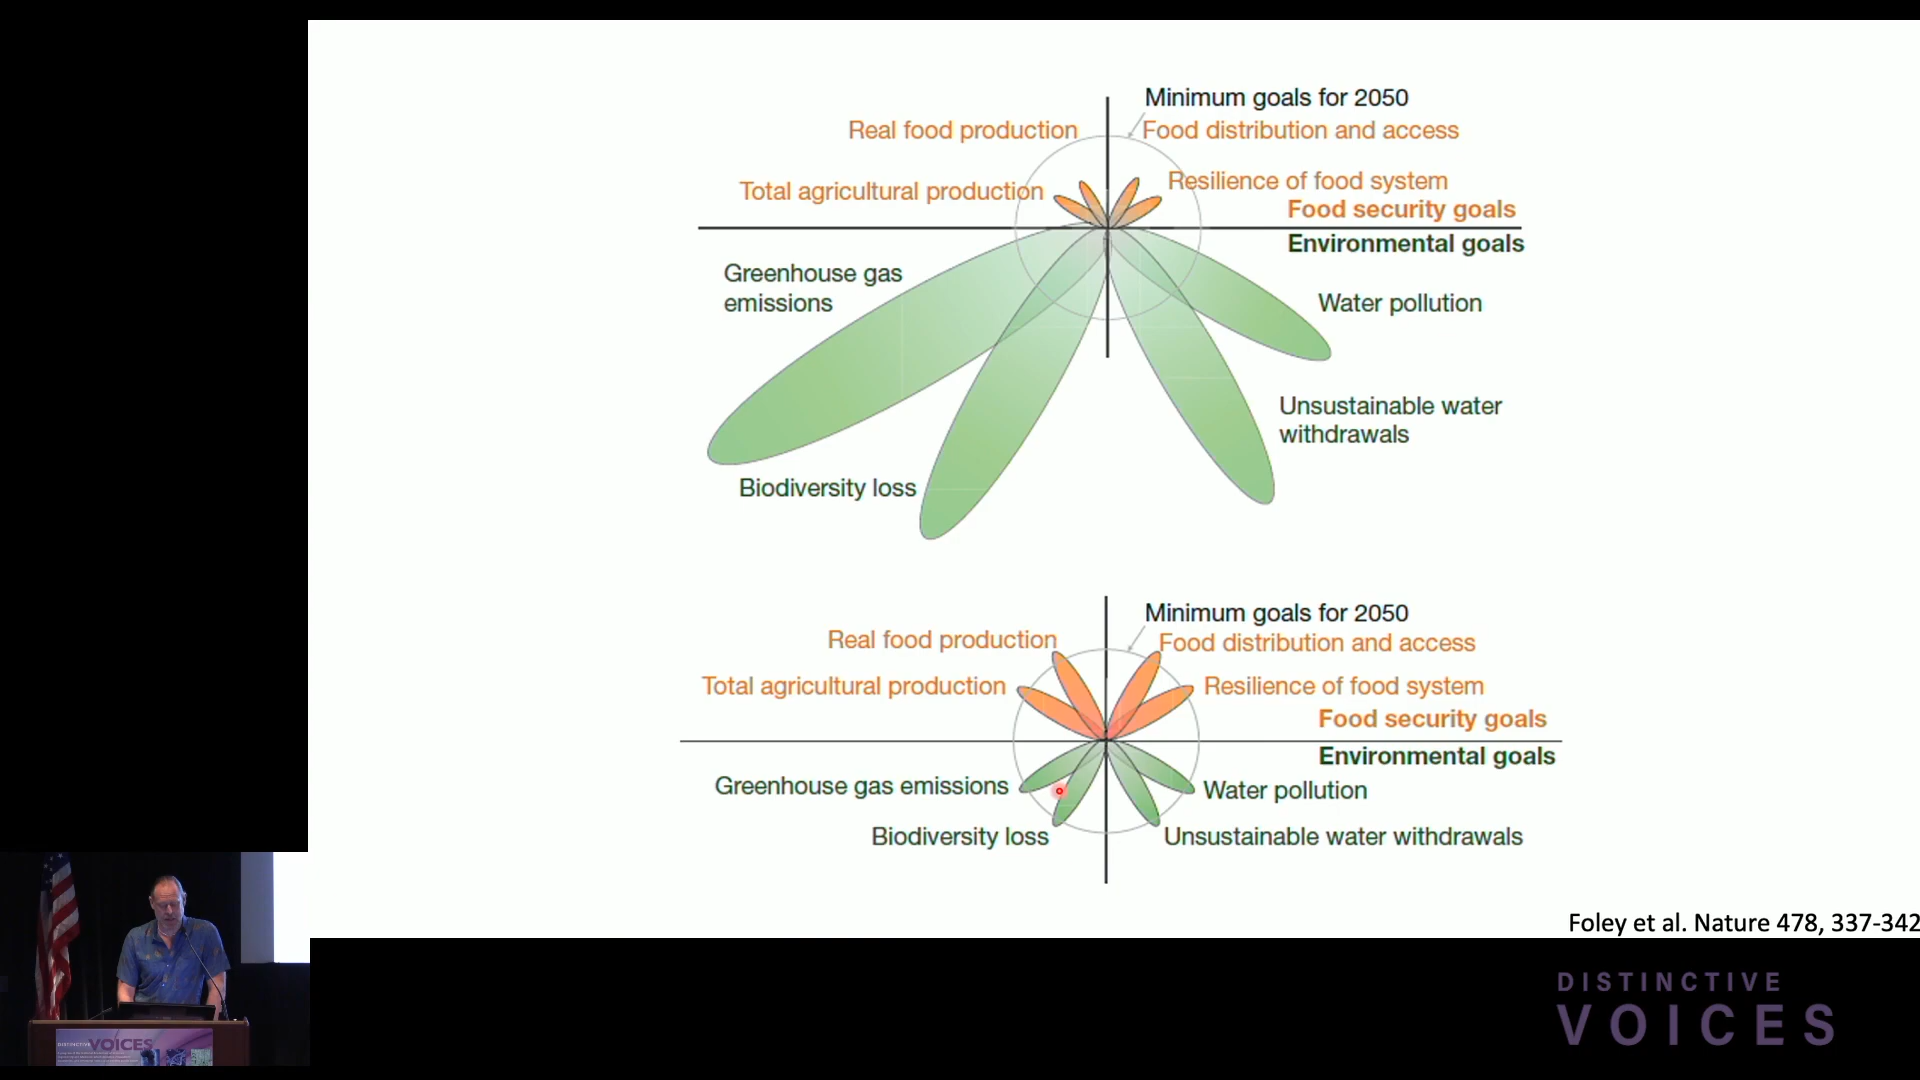 Minimum goals for 2050
Real food production
Food distribution and access
Total agricultural production
Resilience of food system
Food security goals
Environmental goals
Greenhouse gas
emissions
Water pollution
Unsustainable water
withdrawals
Biodiversity loss
Minimum goals for 2050
Real food production
Food distribution and access
Total agricultural production
Resilience of food system
Food security goals
Environmental goals
Greenhouse gas emissions
Water pollution
Biodiversity loss
Unsustainable water withdrawals
Foley et al. Nature 478, 337-342
DISTINCTIVE
VOICES
DISTINCTIVE VOICES